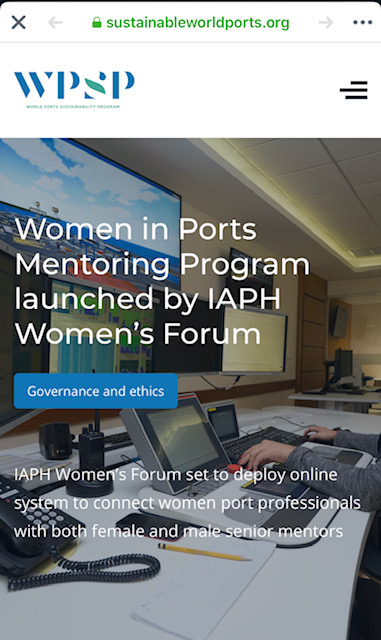 sustainableworldports.org
WPSP
WORLD PORTS SUSTAINABILITY PROGRAM
Women in Ports
Mentoring Program
launched by IAPH
Women's Forum
Governance and ethics
IAPH Women's Forum set to deploy online
system to connect women port professionals
with both female and male senior mentors